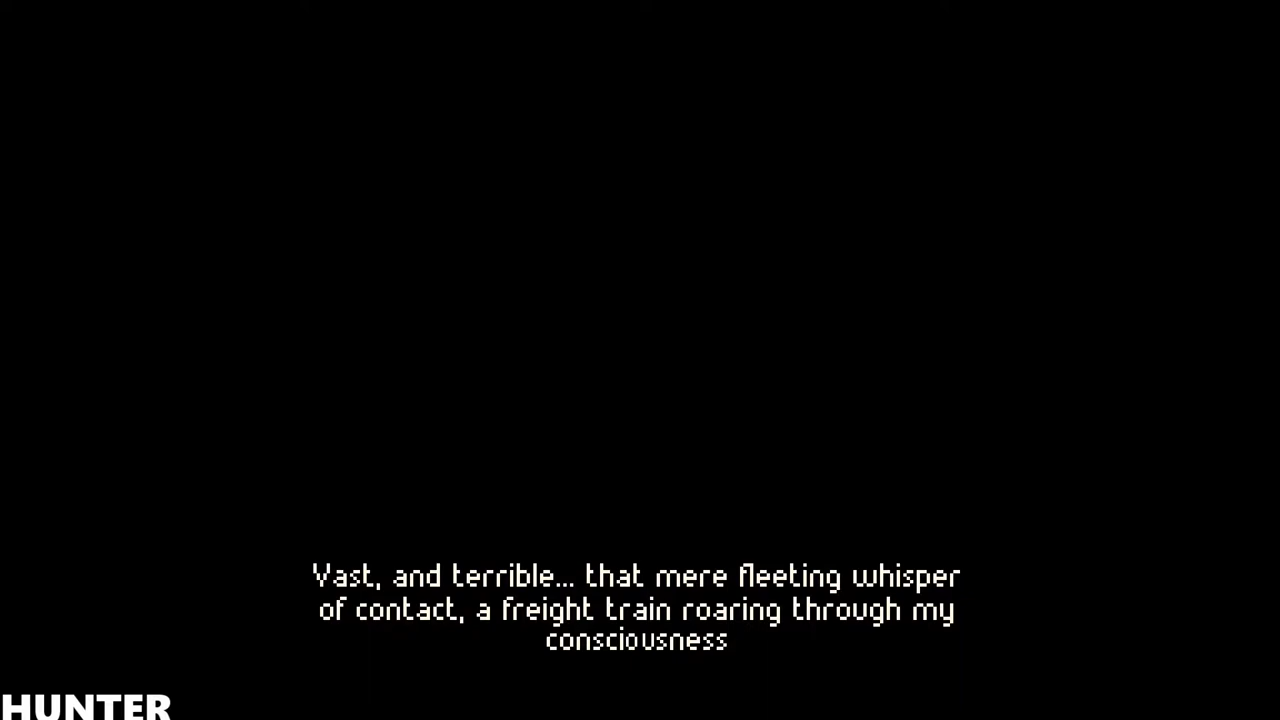 Vast, and terrible... that mere fleeting whisper
of contact, a freight train roaring through my
consciousness
HUNTER